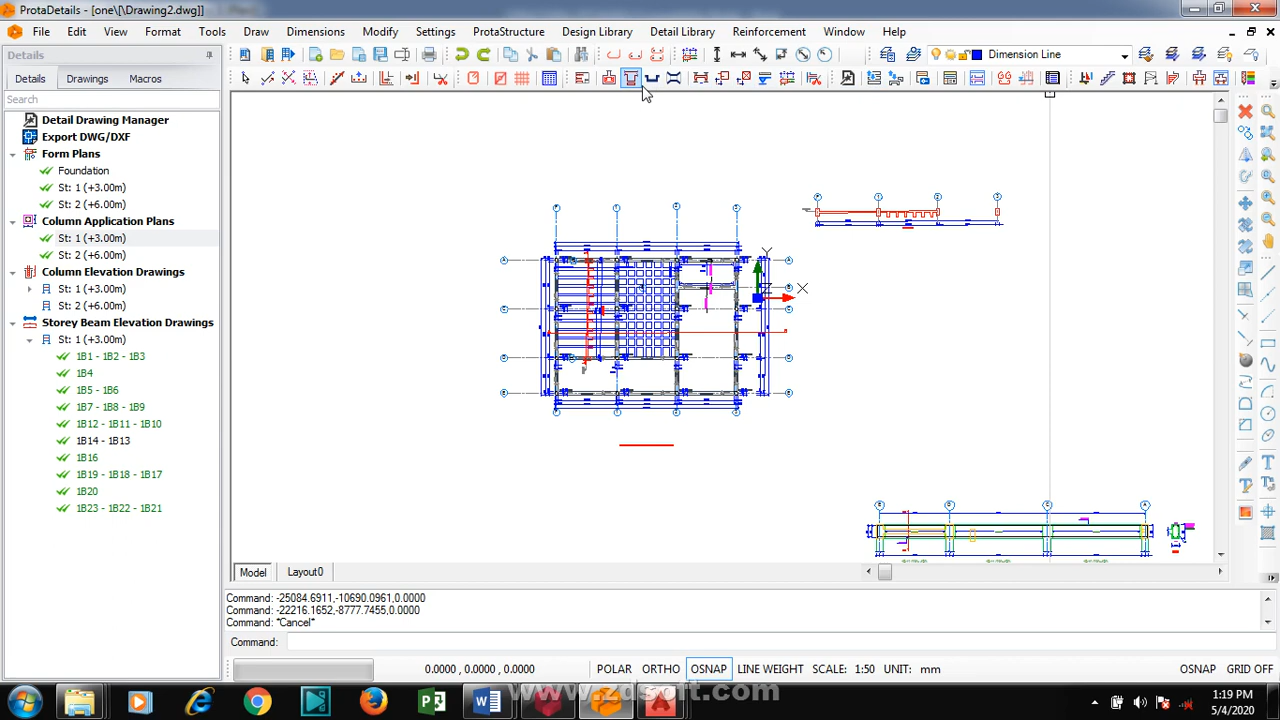 ProtaDetails - [one\[\Drawing2.dwg]]
File Edit View Format Tools Draw Dimensions Modify Settings ProtaStructure Design Library Detail Library Reinforcement Window Help
Details
Dimension Line
Details Drawings Macros
Search
Detail Drawing Manager
Export DWG/DXF
Form Plans
Foundation
St: 1 (+3.00m)
St: 2 (+6.00m)
Column Application Plans
St: 1 (+3.00m)
St: 2 (+6.00m)
Column Elevation Drawings
St: 1 (+3.00m)
St: 2 (+6.00m)
Storey Beam Elevation Drawings
St: 1 (+3.00m)
1B1 - 1B2 - 1B3
1B4
1B5 - 1B6
1B7 - 1B8 - 1B9
1B12 - 1B11 - 1B10
1B14 - 1B13
1B16
1B19 - 1B18 - 1B17
1B20
1B23 - 1B22 - 1B21
Model Layout0
Command: -25084.6911,-10690.0961,0.0000
Command: -22216.1652,-8777.7455,0.0000
Command: *Cancel*
Command:
0.0000 , 0.0000 , 0.0000 POLAR ORTHO OSNAP LINE WEIGHT SCALE: 1:50 UNIT: mm OSNAP GRID OFF
www.zdsoft.com
1:19 PM
5/4/2020